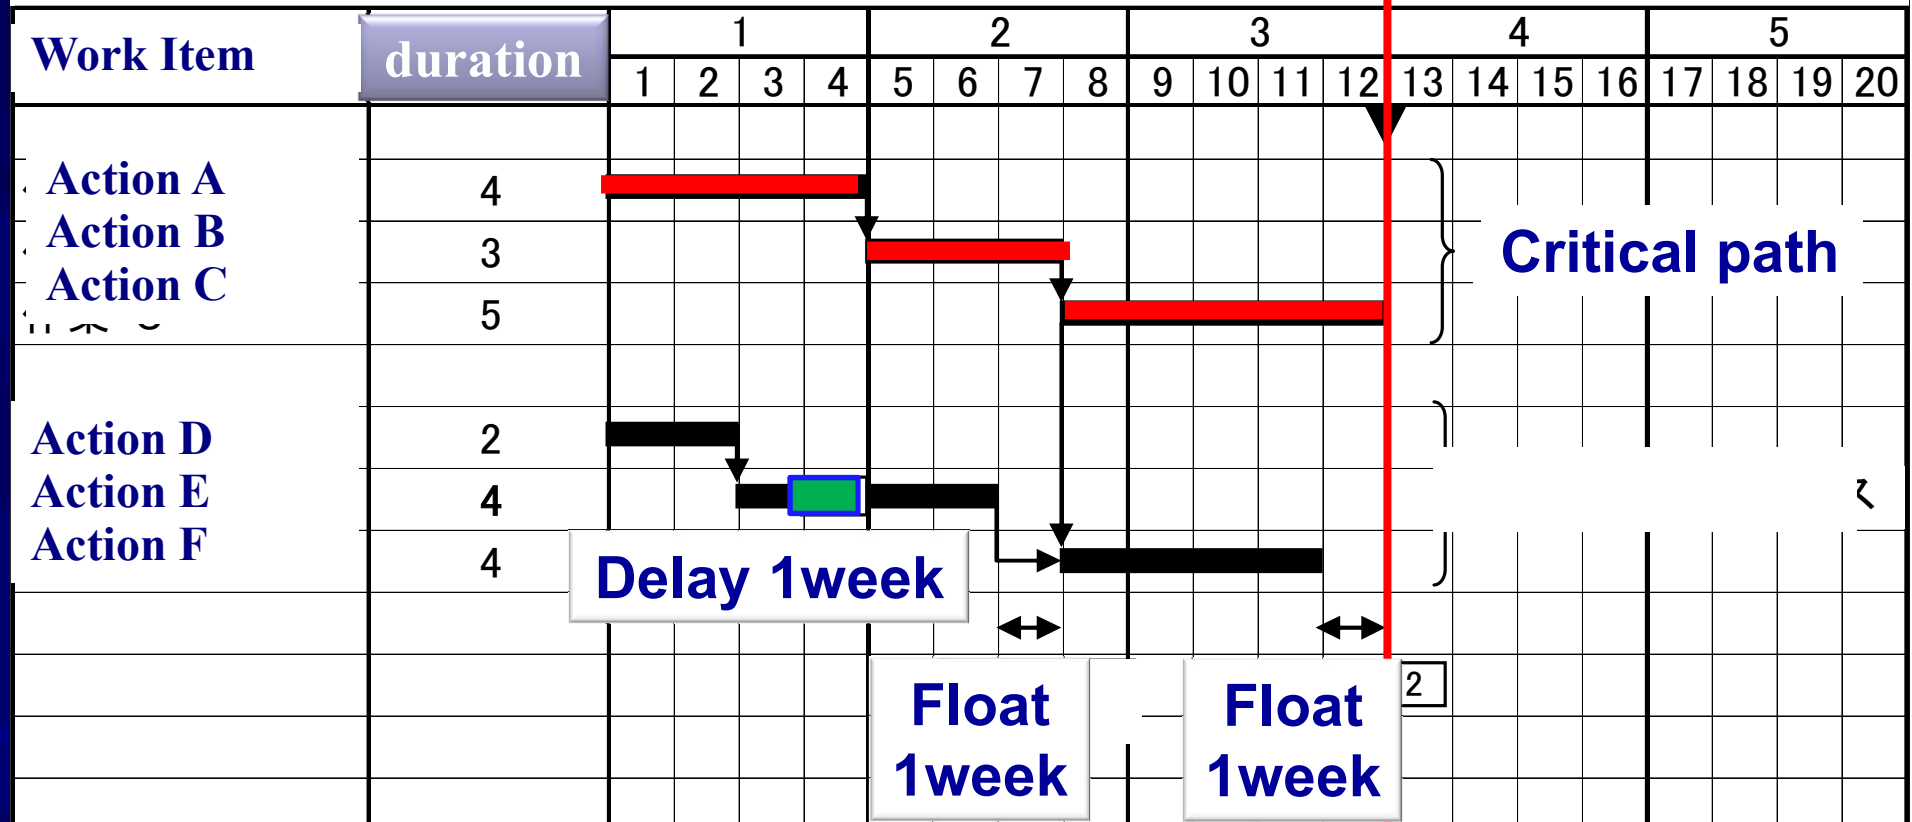 Work Item duration 1 2 3 4 5
1 2 3 4 5 6 7 8 9 10 11 12 13 14 15 16 17 18 19 20
Action A 4
Action B 3
Action C 5
Critical path
Action D 2
Action E 4
Action F 4
ス
Delay 1week
Float
1week
Float
1week
2